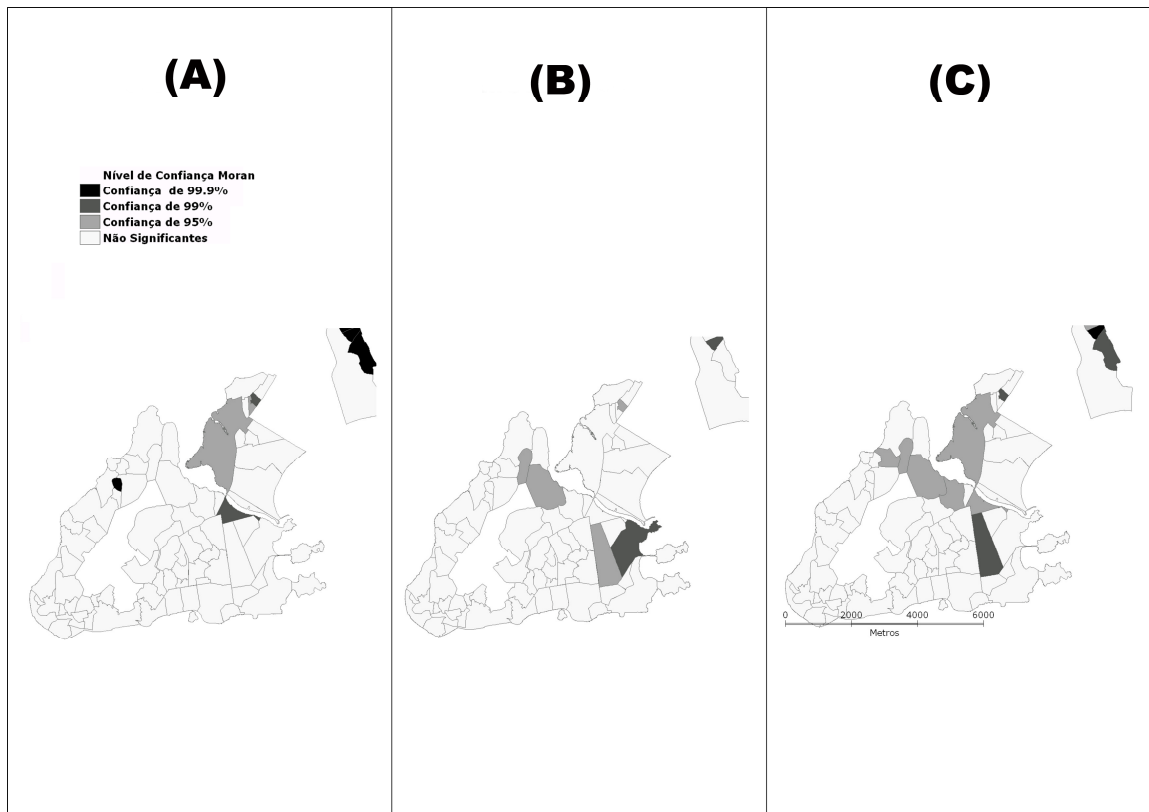 (A)
(B)
(C)
Nível de Confiança Moran
Confiança de 99.9%
Confiança de 99%
Confiança de 95%
Não Significantes
0 2000 4000 6000
Metros